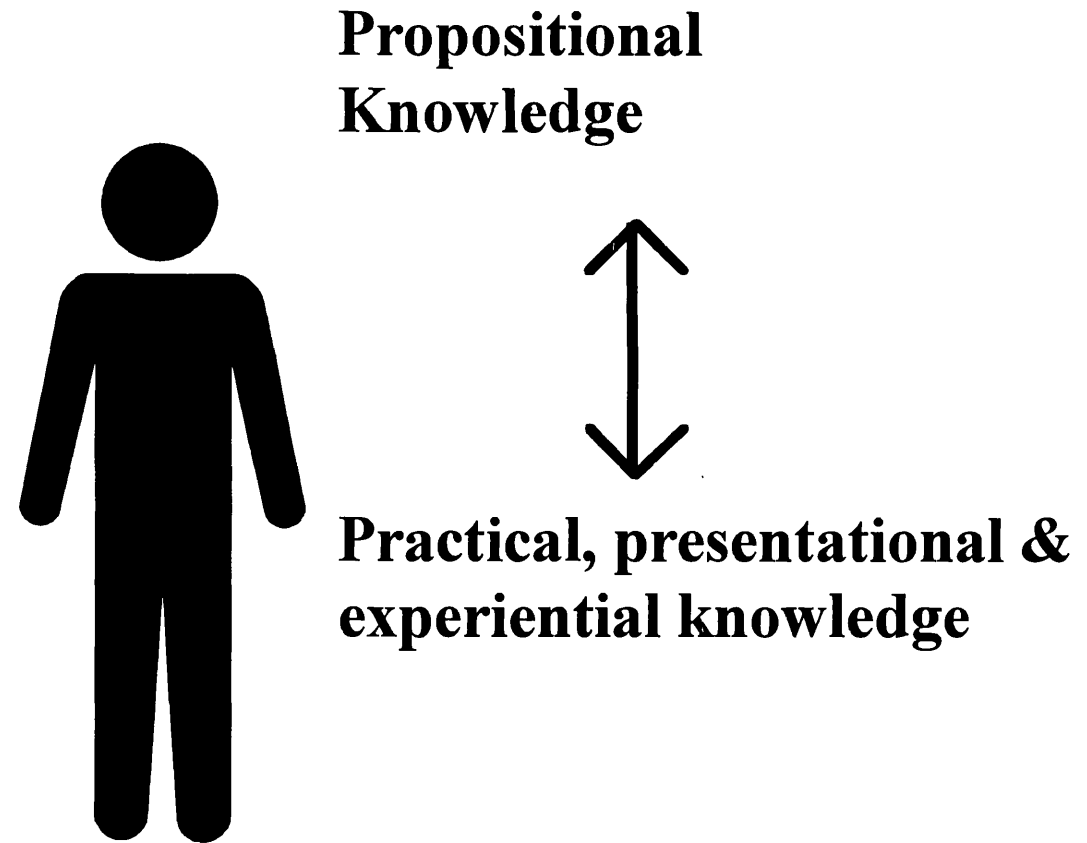 Propositional
Knowledge
Practical, presentational &
experiential knowledge